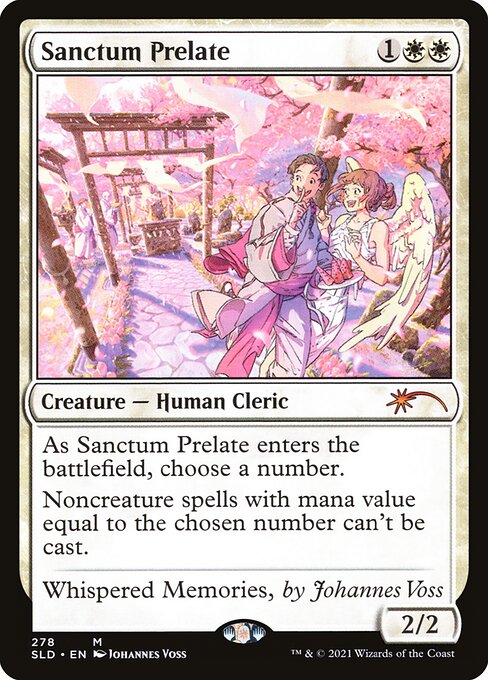 Sanctum Prelate 1
Creature — Human Cleric
As Sanctum Prelate enters the
battlefield, choose a number.
Noncreature spells with mana value
equal to the chosen number can't be
cast.
Whispered Memories, by Johannes Voss
2/2
278 M
SLD • EN Johannes Voss
™ & © 2021 Wizards of the Coast